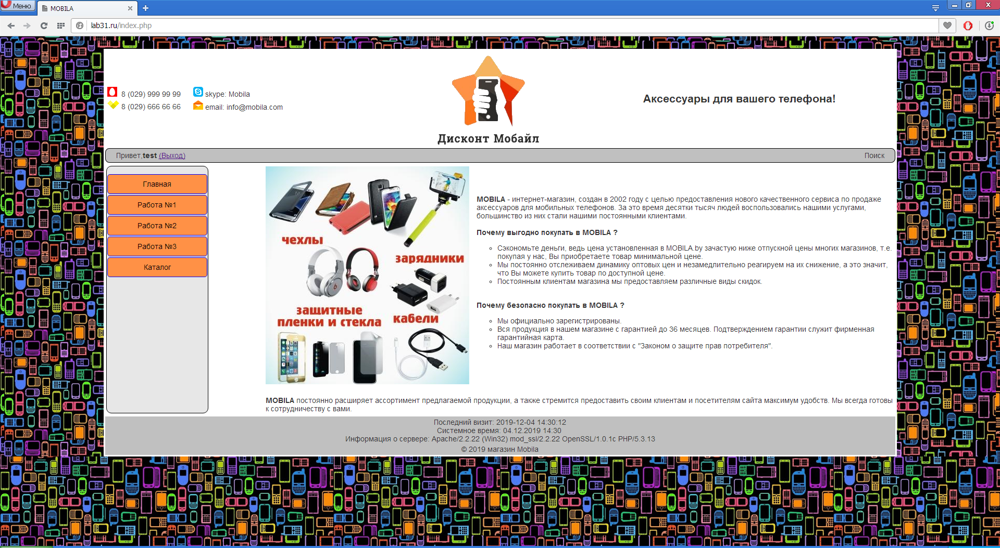 Меню
MOBILA
lab31.ru/index.php
8 (029) 999 99 99
8 (029) 666 66 66
skype: Mobila
email: info@mobila.com
Дисконт Мобайл
Аксессуары для вашего телефона!
Привет,test (Выход)
Поиск
Главная
Работа №1
Работа №2
Работа №3
Каталог
чехлы
зарядники
защитные
пленки и стекла
кабели
MOBILA - интернет-магазин, создан в 2002 году с целью предоставления нового качественного сервиса по продаже
аксессуаров для мобильных телефонов. За это время десятки тысяч людей воспользовались нашими услугами,
большинство из них стали нашими постоянными клиентами.
Почему выгодно покупать в MOBILA ?
Сэкономьте деньги, ведь цена установленная в MOBILA.by зачастую ниже отпускной цены многих магазинов, т.е.
покупая у нас, Вы приобретаете товар минимальной цене.
Мы постоянно отслеживаем динамику оптовых цен и незамедлительно реагируем на их снижение, а это значит,
что Вы можете купить товар по доступной цене.
Постоянным клиентам магазина мы предоставляем различные виды скидок.
Почему безопасно покупать в MOBILA ?
Мы официально зарегистрированы.
Вся продукция в нашем магазине с гарантией до 36 месяцев. Подтверждением гарантии служит фирменная
гарантийная карта.
Наш магазин работает в соответствии с "Законом о защите прав потребителя".
MOBILA постоянно расширяет ассортимент предлагаемой продукции, а также стремится предоставить своим клиентам и посетителям сайта максимум удобств. Мы всегда готовы
к сотрудничеству с вами.
Последний визит: 2019-12-04 14:30:12
Системное время: 04.12.2019 14:30
Информация о сервере: Apache/2.2.22 (Win32) mod_ssl/2.2.22 OpenSSL/1.0.1c PHP/5.3.13
© 2019 магазин Mobila